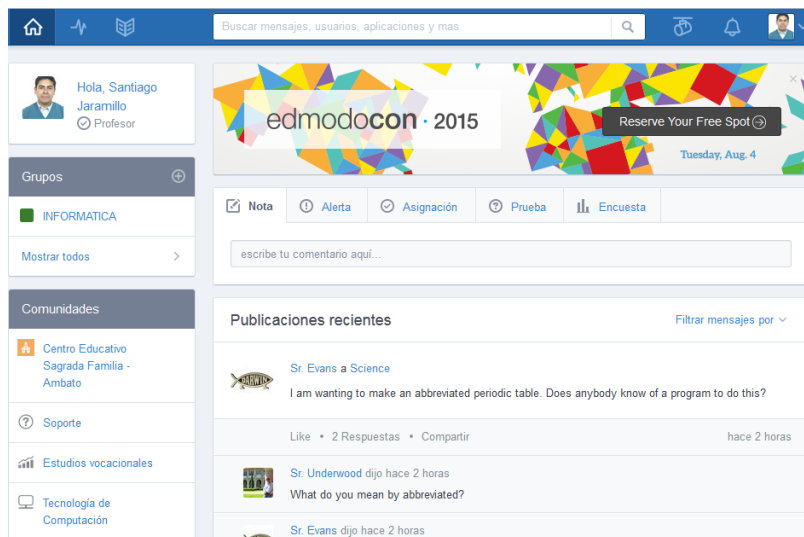 Buscar mensajes, usuarios, aplicaciones y mas
Hola, Santiago
Jaramillo
Profesor
Grupos
INFORMATICA
Mostrar todos
Comunidades
Centro Educativo
Sagrada Familia -
Ambato
Soporte
Estudios vocacionales
Tecnología de
Computación
edmodocon · 2015
Reserve Your Free Spot
Tuesday, Aug. 4
Nota Alerta Asignación Prueba Encuesta
escribe tu comentario aquí...
Publicaciones recientes Filtrar mensajes por
DARWIN
Sr. Evans a Science
I am wanting to make an abbreviated periodic table. Does anybody know of a program to do this?
Like • 2 Respuestas • Compartir hace 2 horas
Sr. Underwood dijo hace 2 horas
What do you mean by abbreviated?
Sr. Evans dijo hace 2 horas